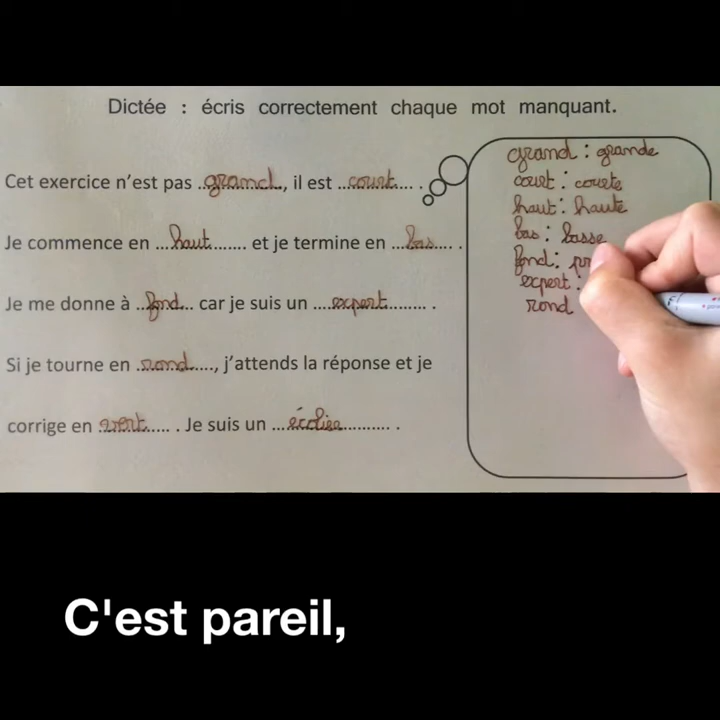 Dictée : écris correctement chaque mot manquant.
Cet exercice n'est pas ..grand.., il est ...court.... .
Je commence en ...haut....... et je termine en ...bas.... .
Je me donne à ...fond... car je suis un ....expert........ .
Si je tourne en ..rond....., j'attends la réponse et je
corrige en ..vert..... . Je suis un ...écolier.......... .
grand : grande
court : courte
haut : haute
bas : basse
fond : pr
expert :
rond
C'est pareil,